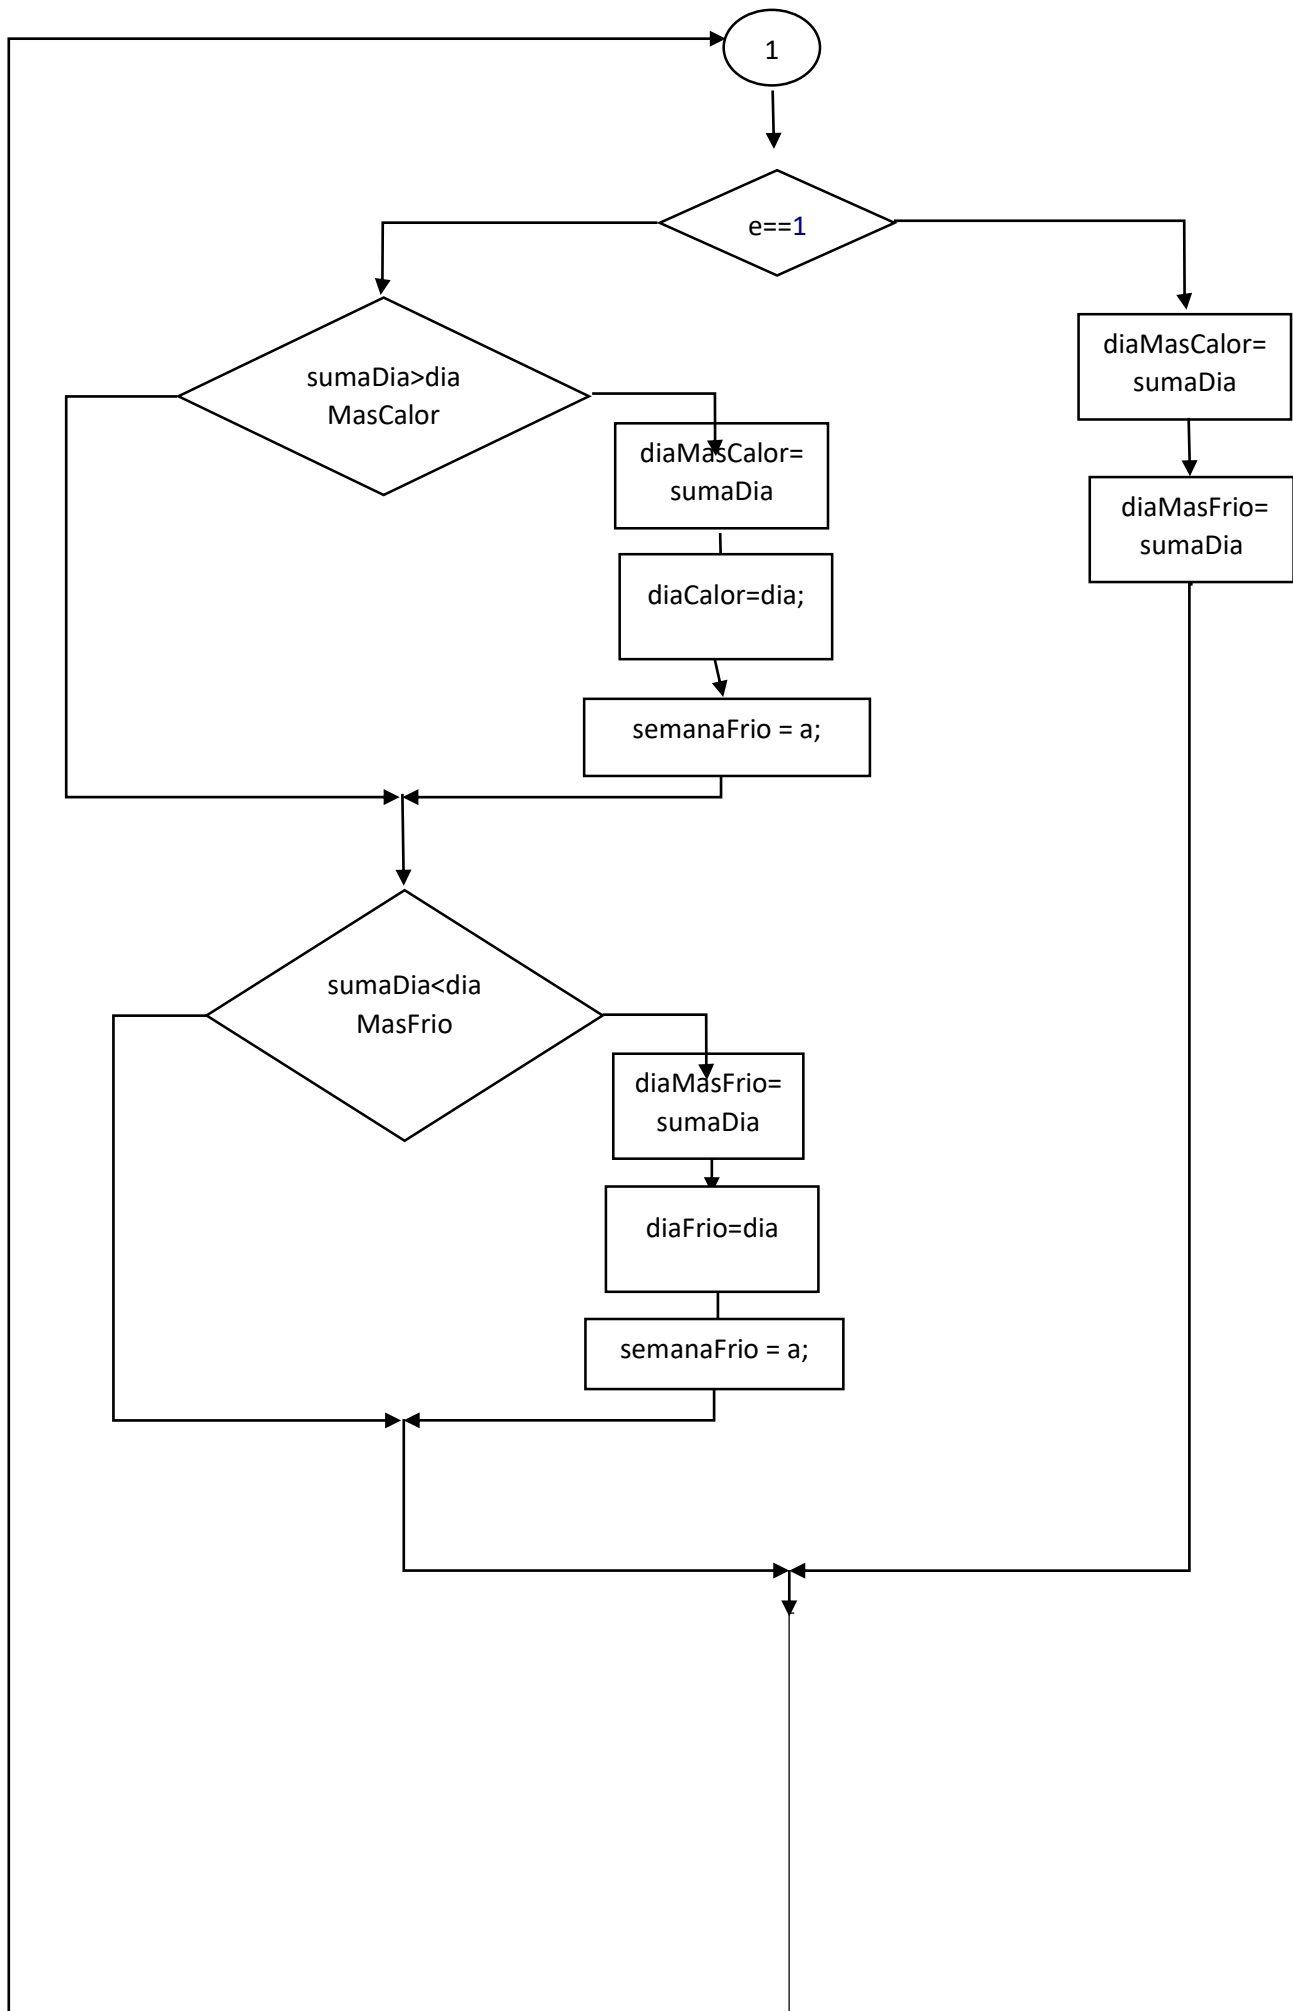 1
e==1
sumaDia>dia
MasCalor
diaMasCalor=
sumaDia
diaMasCalor=
sumaDia
diaMasFrio=
sumaDia
diaCalor=dia;
semanaFrio = a;
sumaDia<dia
MasFrio
diaMasFrio=
sumaDia
diaFrio=dia
semanaFrio = a;